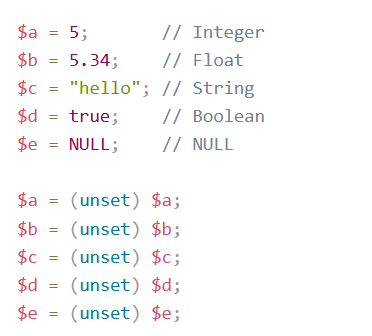 $a = 5;       // Integer
$b = 5.34;    // Float
$c = "hello"; // String
$d = true;    // Boolean
$e = NULL;    // NULL

$a = (unset) $a;
$b = (unset) $b;
$c = (unset) $c;
$d = (unset) $d;
$e = (unset) $e;